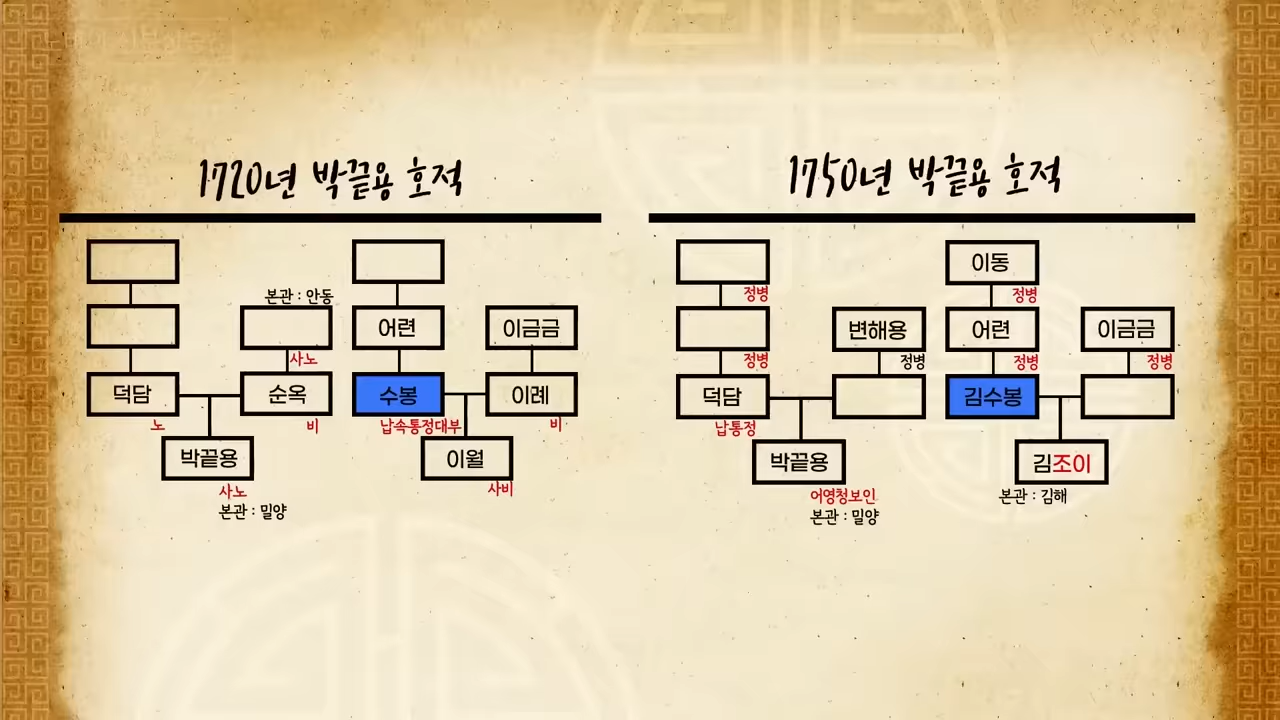 1720년 박끝용 호적
본관 : 안동
어련
이금금
사노
덕담
순옥
수봉
이례
노
비
납속통정대부
비
박끝용
이월
사노
사비
본관 : 밀양
1750년 박끝용 호적
이동
정병
정병
변해용
어련
이금금
정병
정병
정병
정병
덕담
김수봉
납통정
박끝용
김조이
어영청보인
본관 : 김해
본관 : 밀양